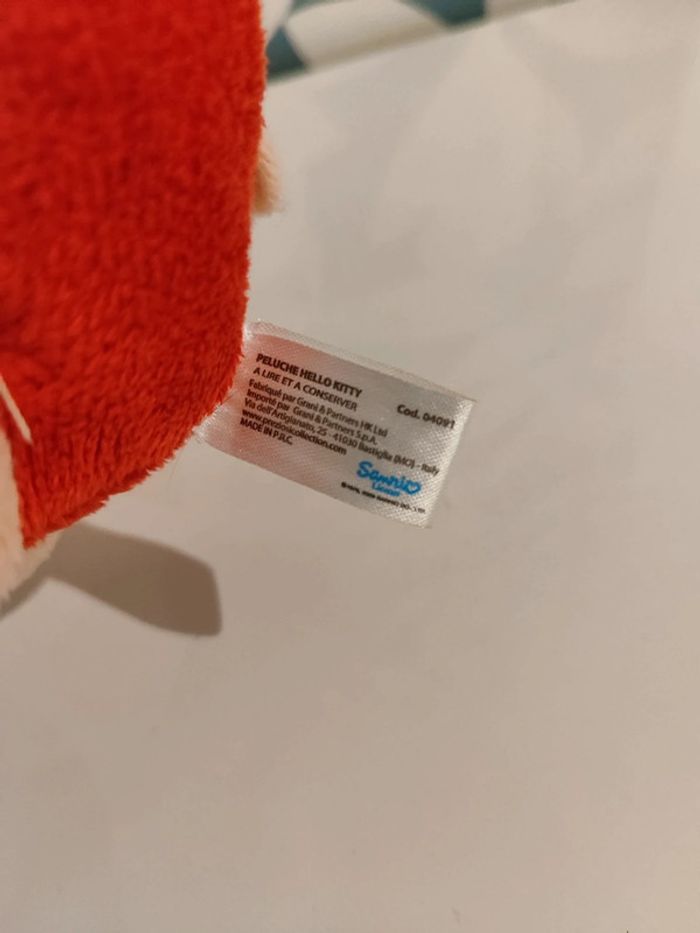 PELUCHE HELLO KITTY
A LIRE ET A CONSERVER
Cod. 04091
Fabriqué par Grani & Partners HK Ltd
Importé par Grani & Partners S.p.A.
Via dell'Artigianato, 25 - 41030 Bastiglia (MO) - Italy
www.preziosicollection.com
MADE IN P.R.C.
Sanrio